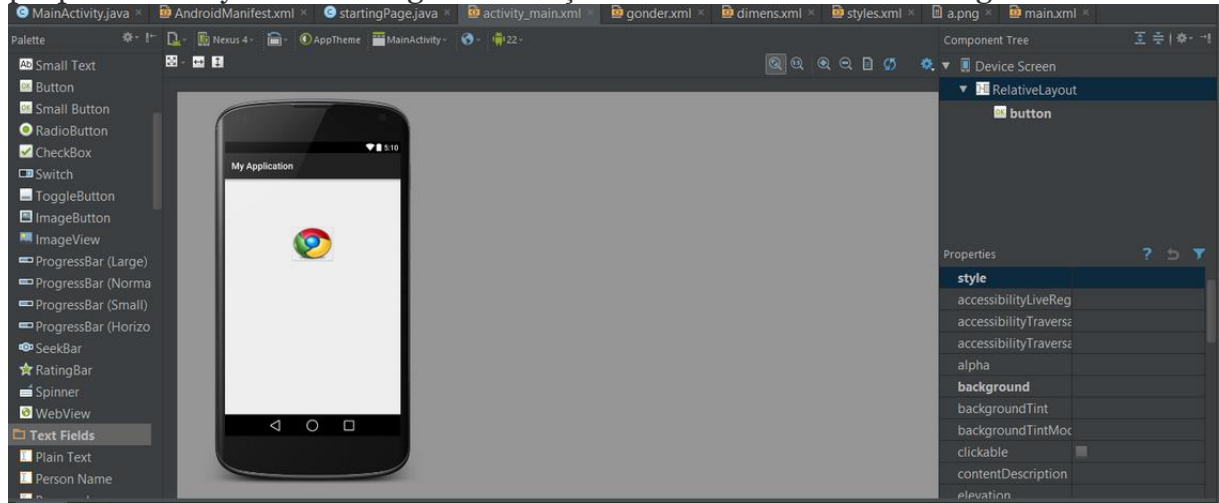 MainActivity.java AndroidManifest.xml startingPage.java activity_main.xml gonder.xml dimens.xml styles.xml a.png main.xml
Palette
Nexus 4 AppTheme MainActivity 22
Component Tree
Small Text
Button
Small Button
RadioButton
CheckBox
Switch
ToggleButton
ImageButton
ImageView
ProgressBar (Large)
ProgressBar (Norma
ProgressBar (Small)
ProgressBar (Horizo
SeekBar
RatingBar
Spinner
WebView
Text Fields
Plain Text
Person Name
5:10
My Application
Device Screen
RelativeLayout
OK button
Properties
style
accessibilityLiveReg
accessibilityTraversa
accessibilityTraversa
alpha
background
backgroundTint
backgroundTintMod
clickable
contentDescription
elevation